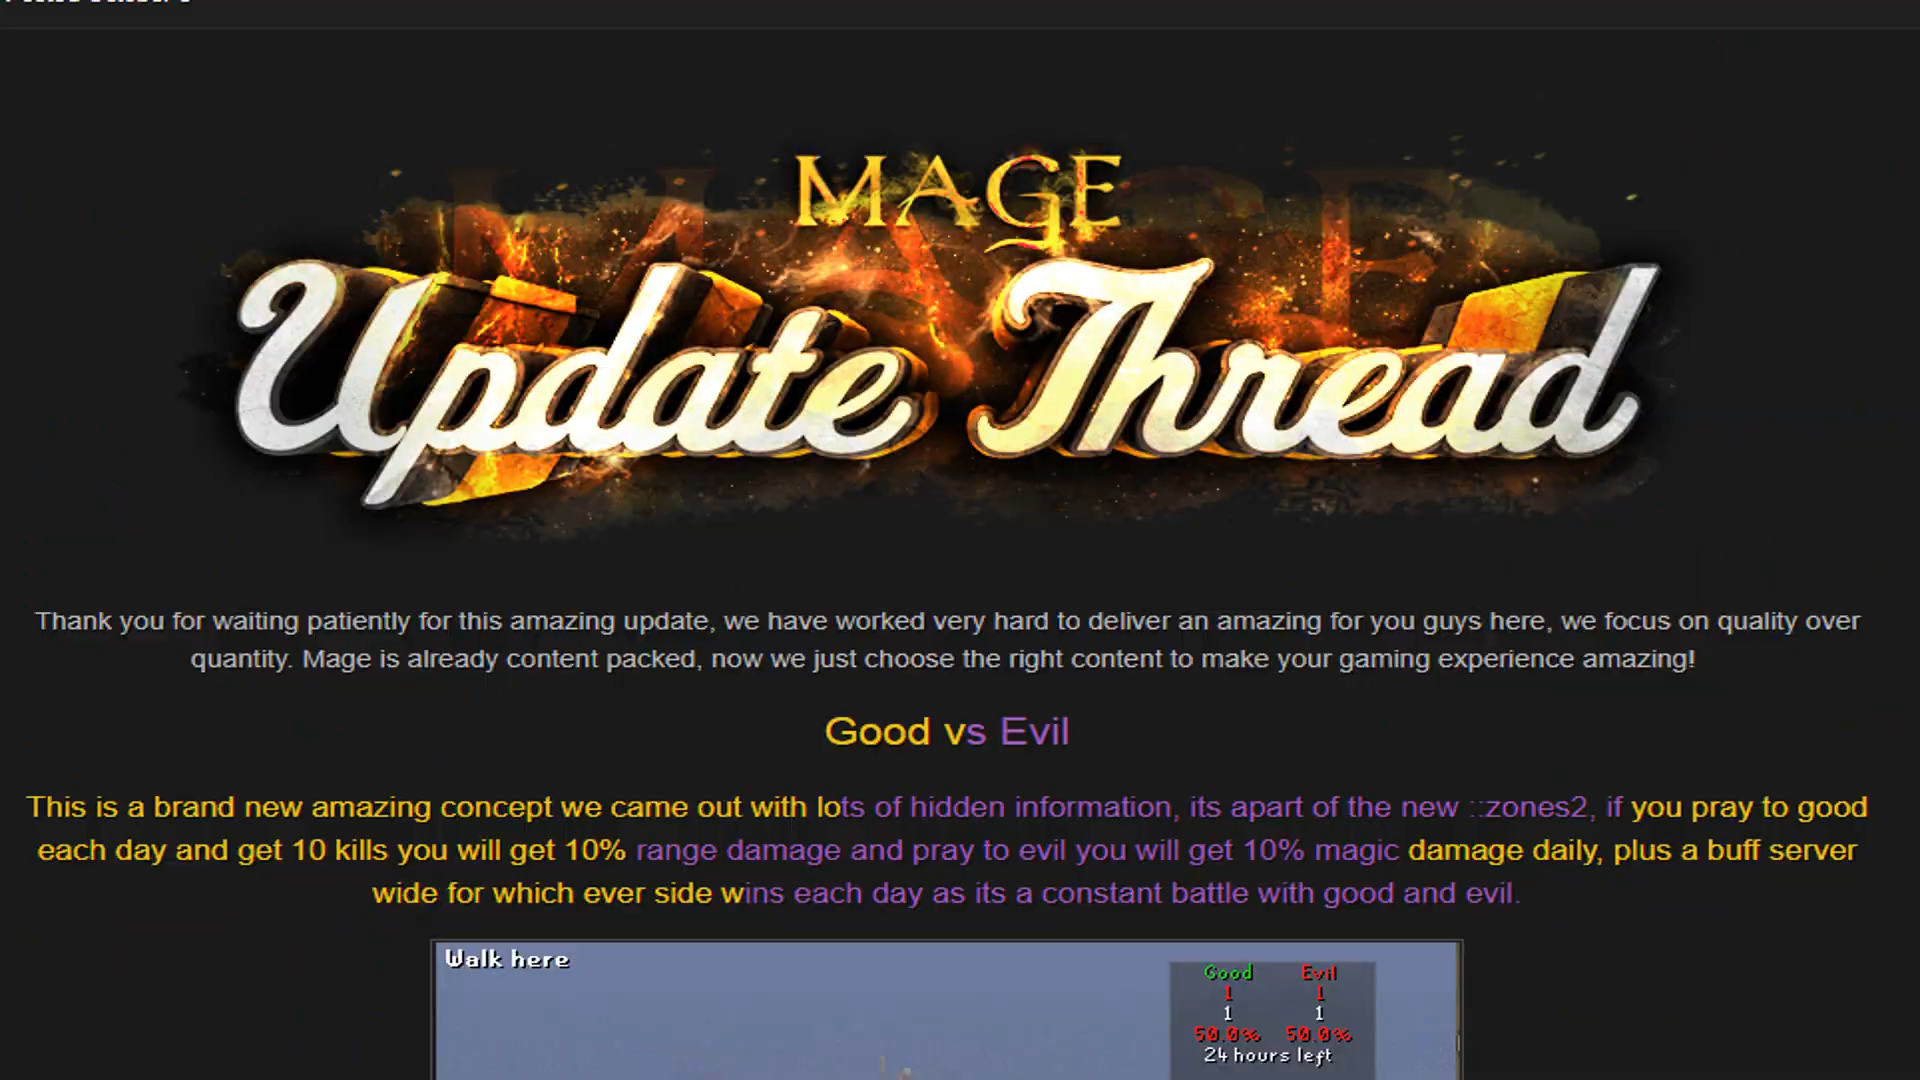 MAGE
Update Thread
Thank you for waiting patiently for this amazing update, we have worked very hard to deliver an amazing for you guys here, we focus on quality over
quantity. Mage is already content packed, now we just choose the right content to make your gaming experience amazing!
Good vs Evil
This is a brand new amazing concept we came out with lots of hidden information, its apart of the new ::zones2, if you pray to good
each day and get 10 kills you will get 10% range damage and pray to evil you will get 10% magic damage daily, plus a buff server
wide for which ever side wins each day as its a constant battle with good and evil.
Walk here
Good Evil
1 1
1 1
50.0% 50.0%
24 hours left